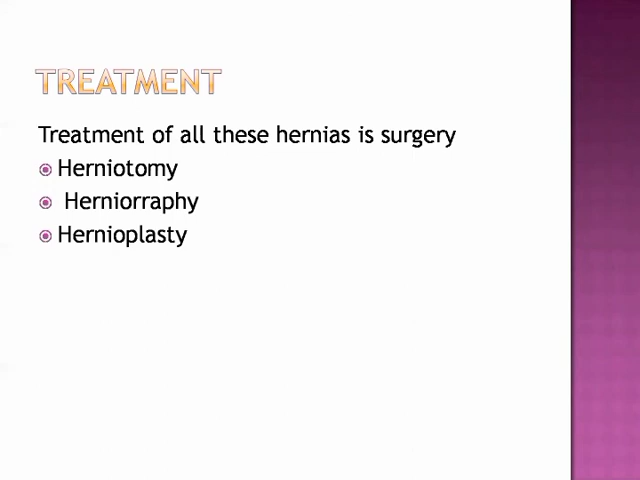 TREATMENT
Treatment of all these hernias is surgery
Herniotomy
Herniorraphy
Hernioplasty